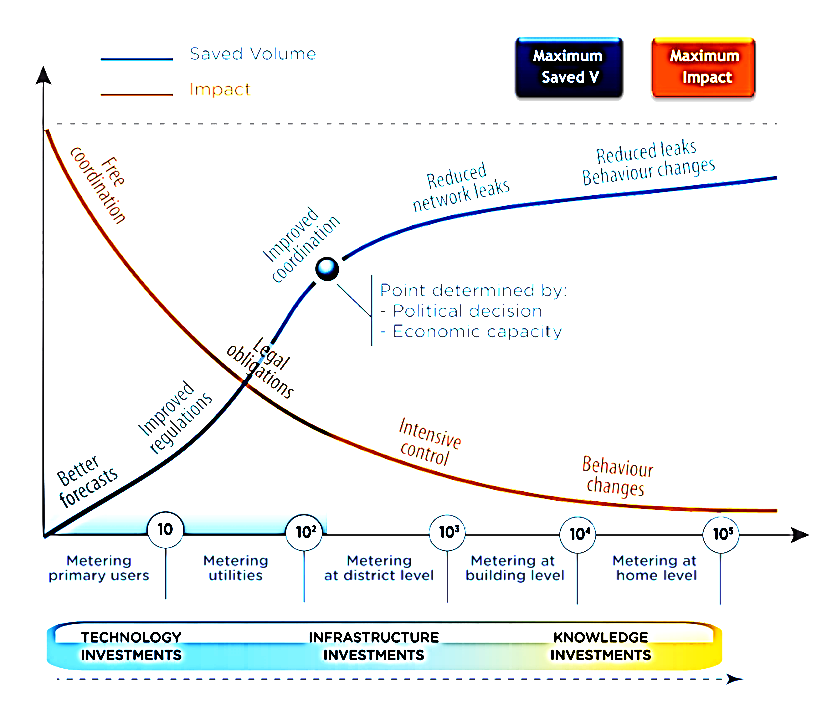 Saved Volume
Impact
Maximum
Saved V
Maximum
Impact
Free
coordination
Reduced
network leaks
Reduced leaks
Behaviour changes
Improved
coordination
Point determined by:
- Political decision
- Economic capacity
Legal
obligations
Improved
regulations
Better
forecasts
Intensive
control
Behaviour
changes
10
10²
10³
10⁴
10⁵
Metering
primary users
Metering
utilities
Metering
at district level
Metering at
building level
Metering at
home level
TECHNOLOGY
INVESTMENTS
INFRASTRUCTURE
INVESTMENTS
KNOWLEDGE
INVESTMENTS